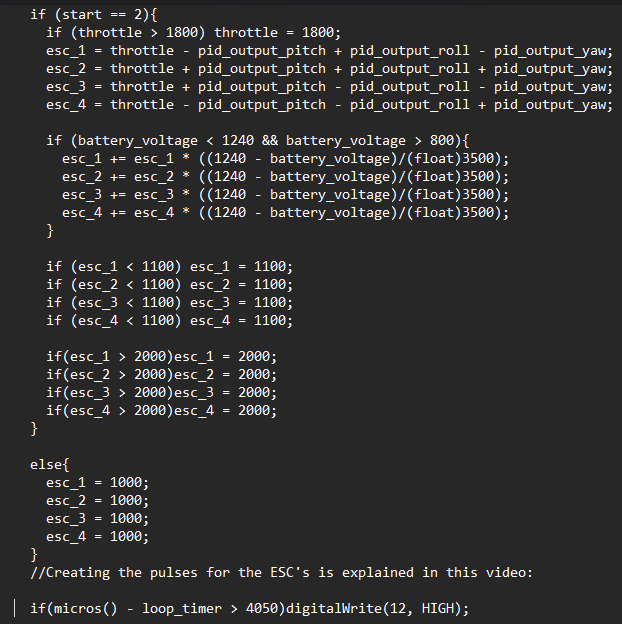 if (start == 2){
if (throttle > 1800) throttle = 1800;
esc_1 = throttle - pid_output_pitch + pid_output_roll - pid_output_yaw;
esc_2 = throttle + pid_output_pitch + pid_output_roll + pid_output_yaw;
esc_3 = throttle + pid_output_pitch - pid_output_roll - pid_output_yaw;
esc_4 = throttle - pid_output_pitch - pid_output_roll + pid_output_yaw;
if (battery_voltage < 1240 && battery_voltage > 800){
esc_1 += esc_1 * ((1240 - battery_voltage)/(float)3500);
esc_2 += esc_2 * ((1240 - battery_voltage)/(float)3500);
esc_3 += esc_3 * ((1240 - battery_voltage)/(float)3500);
esc_4 += esc_4 * ((1240 - battery_voltage)/(float)3500);
}
if (esc_1 < 1100) esc_1 = 1100;
if (esc_2 < 1100) esc_2 = 1100;
if (esc_3 < 1100) esc_3 = 1100;
if (esc_4 < 1100) esc_4 = 1100;
if(esc_1 > 2000)esc_1 = 2000;
if(esc_2 > 2000)esc_2 = 2000;
if(esc_3 > 2000)esc_3 = 2000;
if(esc_4 > 2000)esc_4 = 2000;
}
else{
esc_1 = 1000;
esc_2 = 1000;
esc_3 = 1000;
esc_4 = 1000;
}
//Creating the pulses for the ESC's is explained in this video:
if(micros() - loop_timer > 4050)digitalWrite(12, HIGH);